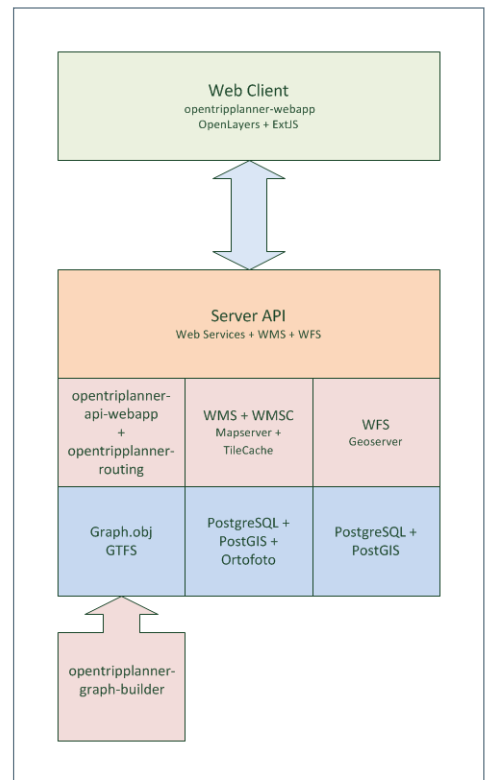 Web Client
opentripplanner-webapp
OpenLayers + ExtJS
Server API
Web Services + WMS + WFS
opentriplanner-
api-webapp
+
opentripplanner-
routing
WMS + WMSC
Mapserver +
TileCache
WFS
Geoserver
Graph.obj
GTFS
PostgreSQL +
PostGIS +
Ortofoto
PostgreSQL +
PostGIS
opentripplanner-
graph-builder